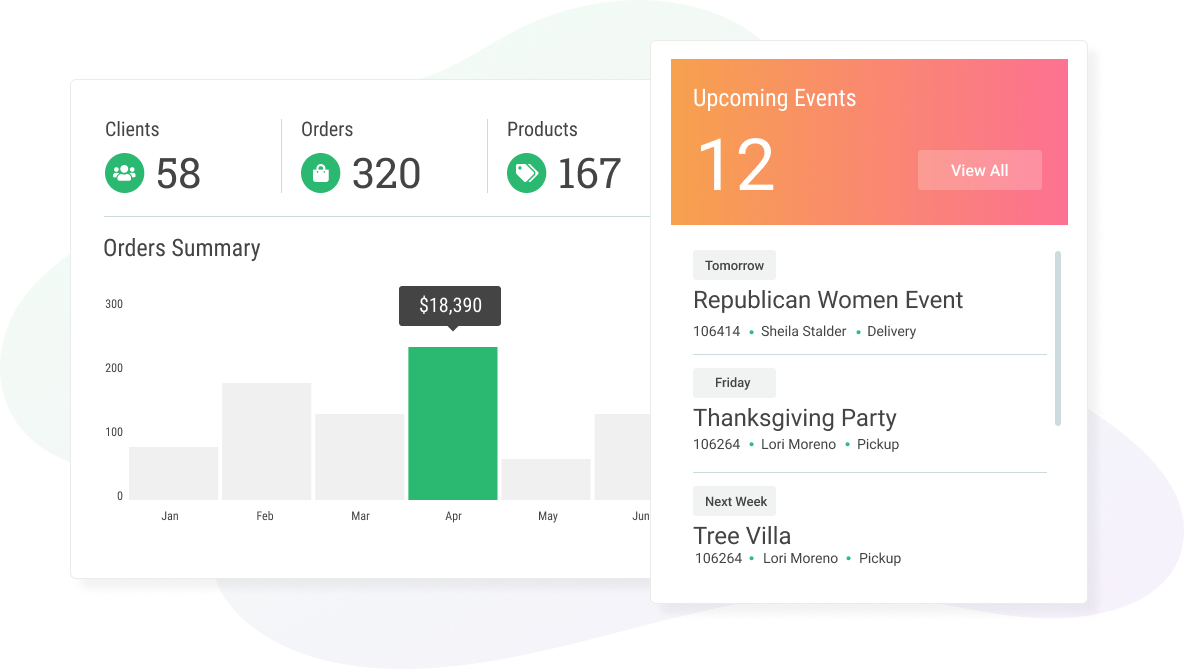 Clients
58
Orders
320
Products
167
Orders Summary
300
200
100
0
$18,390
Jan
Feb
Mar
Apr
May
Jun
Upcoming Events
12
View All
Tomorrow
Republican Women Event
106414 • Sheila Stalder • Delivery
Friday
Thanksgiving Party
106264 • Lori Moreno • Pickup
Next Week
Tree Villa
106264 • Lori Moreno • Pickup